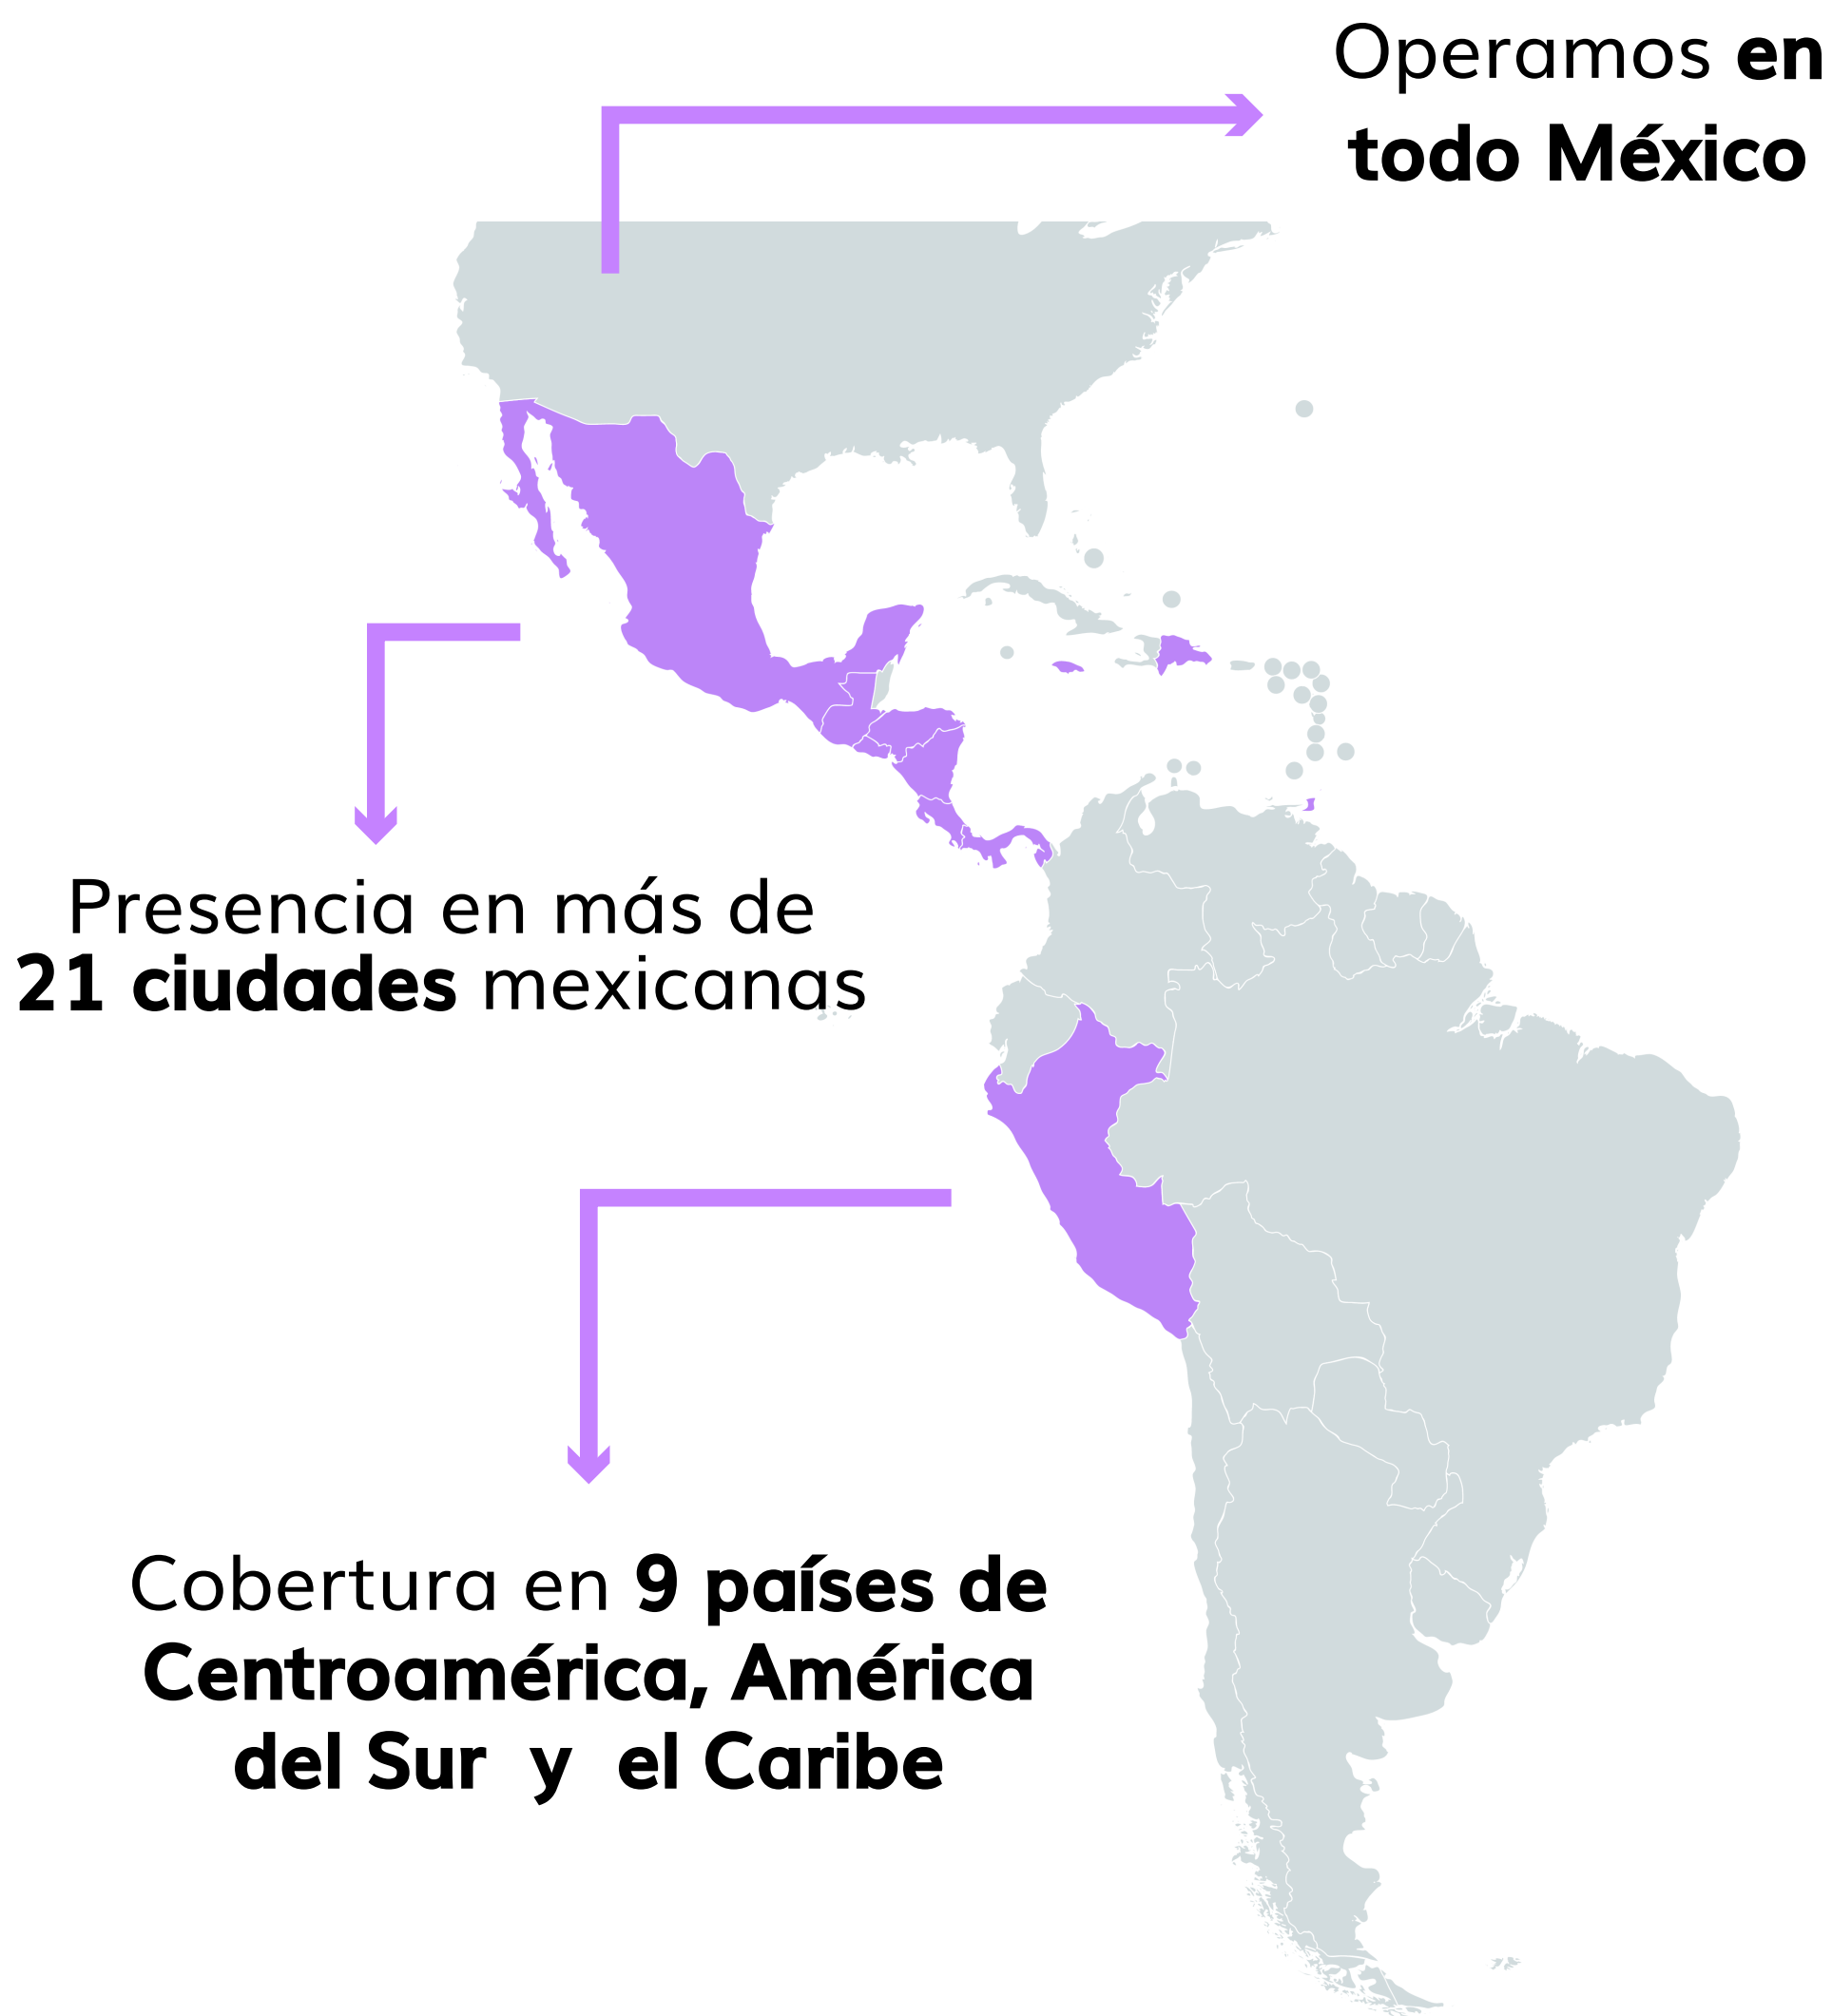 Operamos en
todo México
Presencia en más de
21 ciudades mexicanas
Cobertura en 9 países de
Centroamérica, América
del Sur y el Caribe